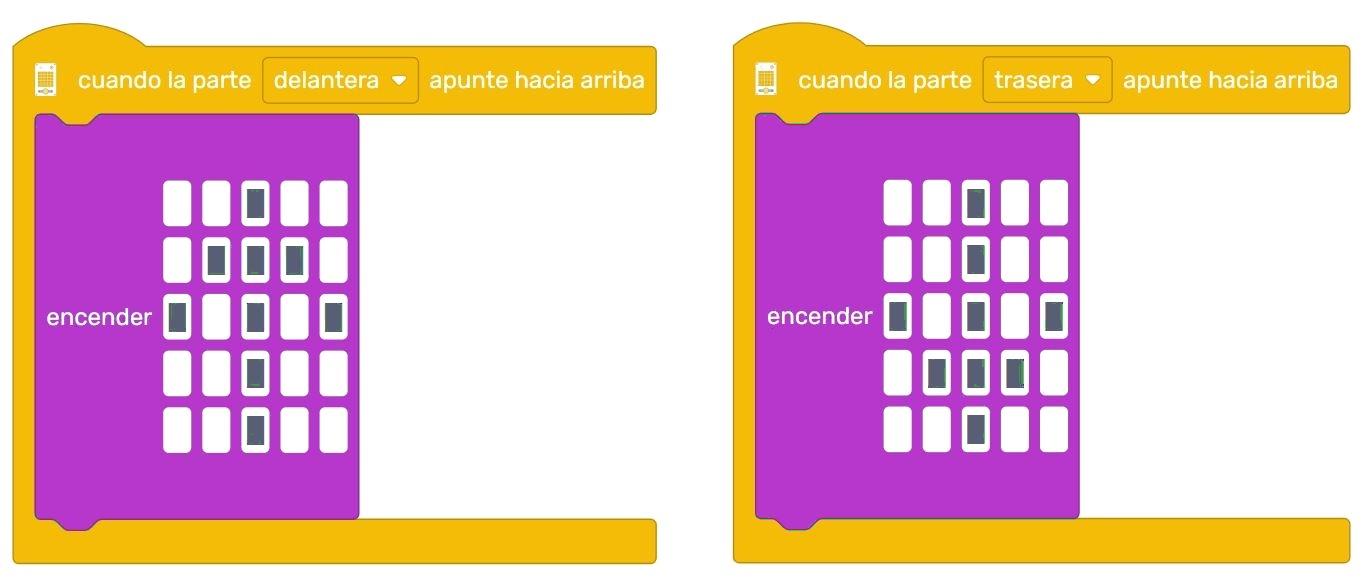 cuando la parte delantera apunte hacia arriba
encender
cuando la parte trasera apunte hacia arriba
encender